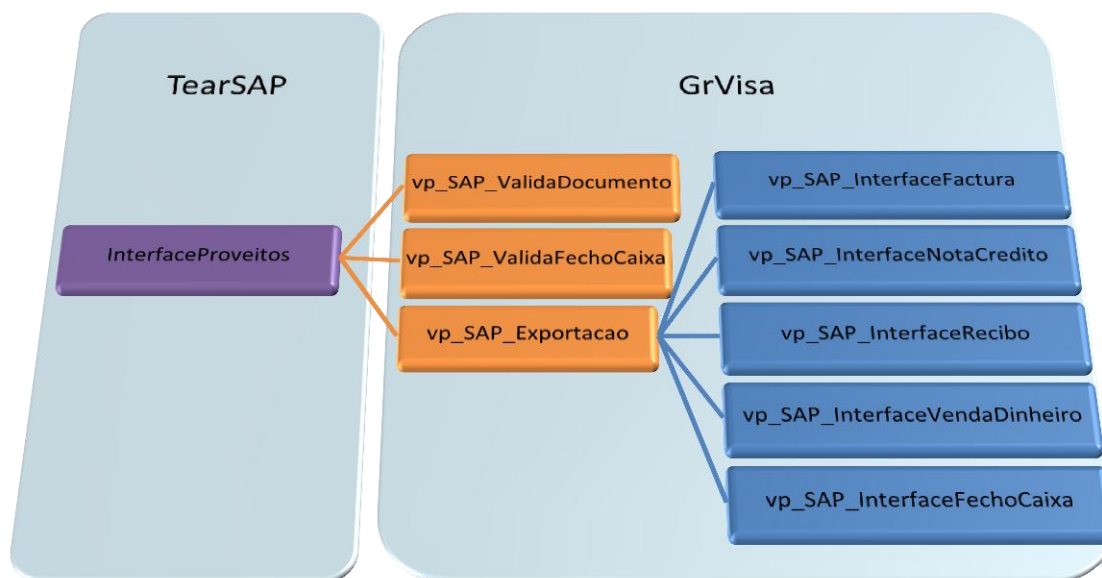 TearSAP
GrVisa
InterfaceProveitos
vp_SAP_ValidaDocumento
vp_SAP_ValidaFechoCaixa
vp_SAP_Exportacao
vp_SAP_InterfaceFactura
vp_SAP_InterfaceNotaCredito
vp_SAP_InterfaceRecibo
vp_SAP_InterfaceVendaDinheiro
vp_SAP_InterfaceFechoCaixa